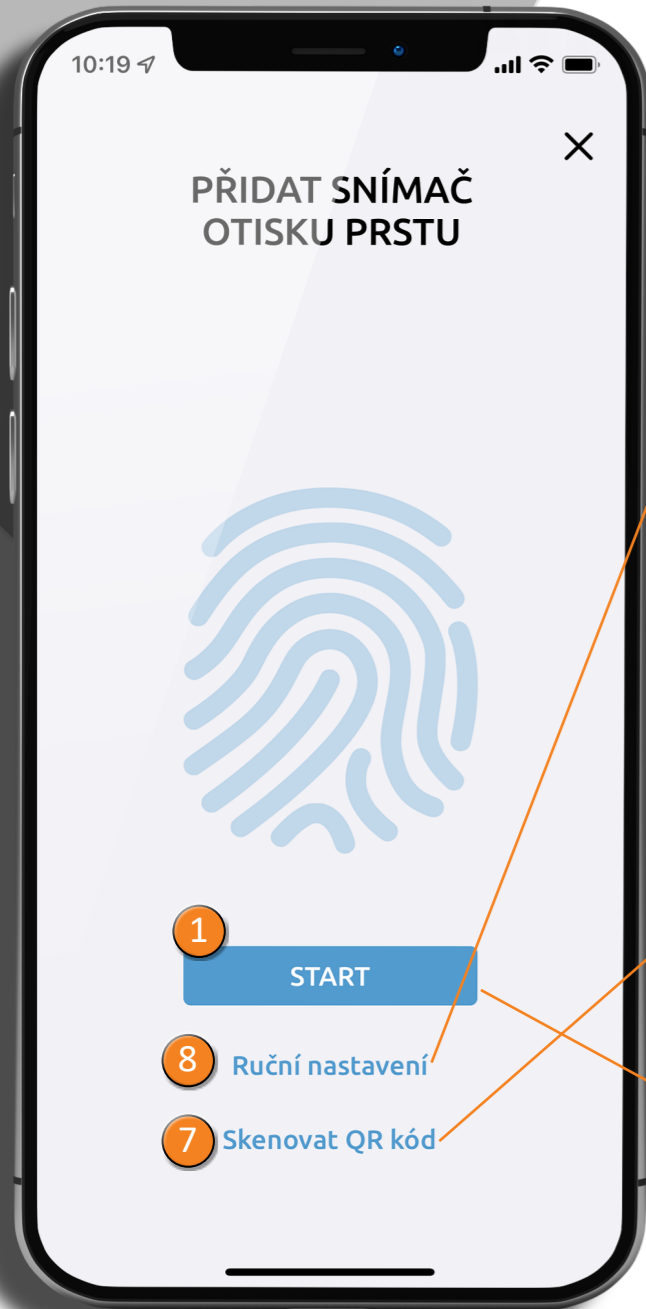 10:19
PŘIDAT SNÍMAČ
OTISKU PRSTU
1
START
8 Ruční nastavení
7 Skenovat QR kód